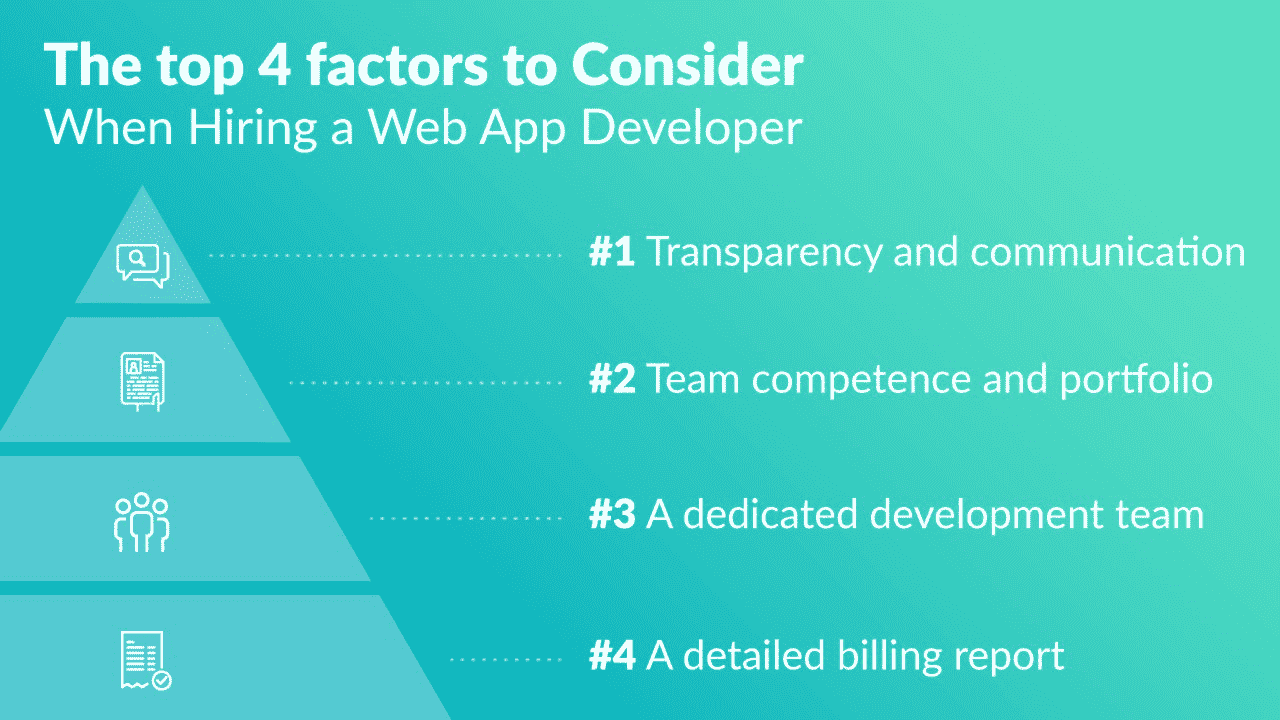 The top 4 factors to Consider
When Hiring a Web App Developer
#1 Transparency and communication
#2 Team competence and portfolio
#3 A dedicated development team
#4 A detailed billing report